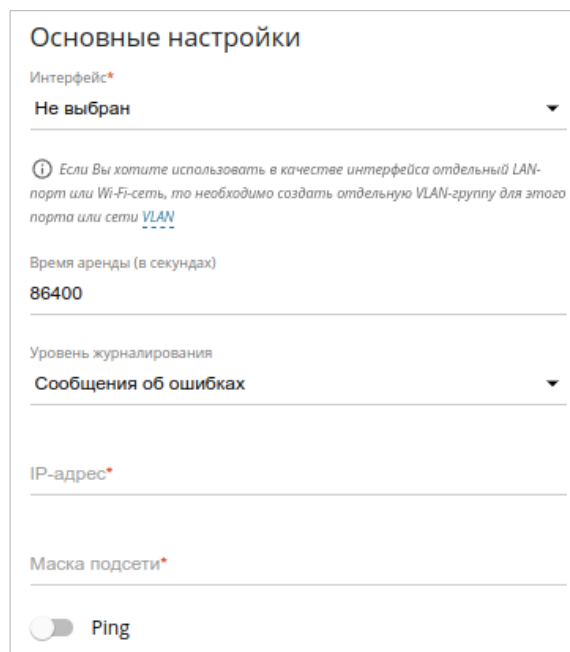 Основные настройки
Интерфейс*
Не выбран
Если Вы хотите использовать в качестве интерфейса отдельный LAN-
порт или Wi-Fi-сеть, то необходимо создать отдельную VLAN-группу для этого
порта или сети VLAN
Время аренды (в секундах)
86400
Уровень журналирования
Сообщения об ошибках
IP-адрес*
Маска подсети*
Ping